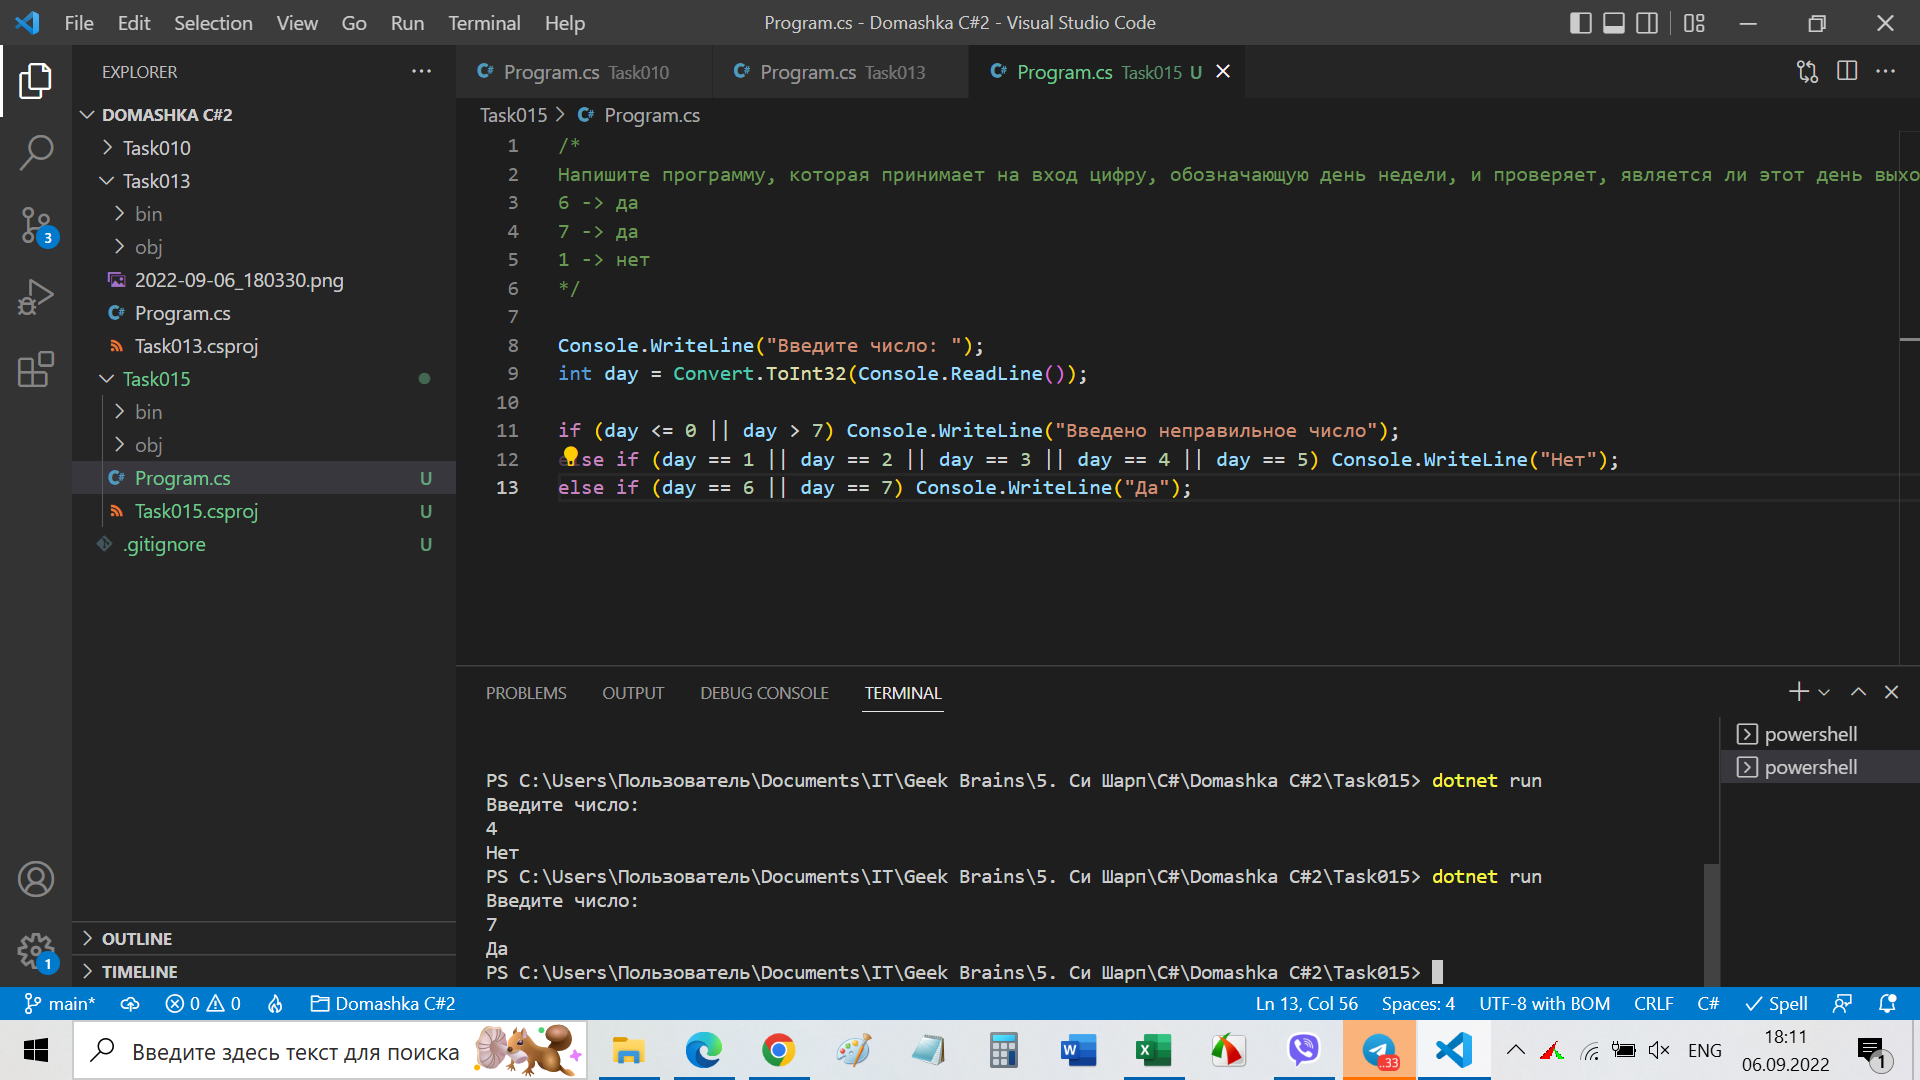 File Edit Selection View Go Run Terminal Help
Program.cs - Domashka C#2 - Visual Studio Code
EXPLORER
Program.cs Task010
Program.cs Task013
Program.cs Task015 U
DOMASHKA C#2
Task010
Task013
bin
obj
2022-09-06_180330.png
Program.cs
Task013.csproj
Task015
bin
obj
Program.cs U
Task015.csproj U
.gitignore U
OUTLINE
TIMELINE
3
1
Task015 > Program.cs
1 /*
2 Напишите программу, которая принимает на вход цифру, обозначающую день недели, и проверяет, является ли этот день выхо
3 6 -> да
4 7 -> да
5 1 -> нет
6 */
7
8 Console.WriteLine("Введите число: ");
9 int day = Convert.ToInt32(Console.ReadLine());
10
11 if (day <= 0 || day > 7) Console.WriteLine("Введено неправильное число");
12 else if (day == 1 || day == 2 || day == 3 || day == 4 || day == 5) Console.WriteLine("Нет");
13 else if (day == 6 || day == 7) Console.WriteLine("Да");
PROBLEMS OUTPUT DEBUG CONSOLE TERMINAL
powershell
powershell
PS C:\Users\Пользователь\Documents\IT\Geek Brains\5. Си Шарп\C#\Domashka C#2\Task015> dotnet run
Введите число:
4
Нет
PS C:\Users\Пользователь\Documents\IT\Geek Brains\5. Си Шарп\C#\Domashka C#2\Task015> dotnet run
Введите число:
7
Да
PS C:\Users\Пользователь\Documents\IT\Geek Brains\5. Си Шарп\C#\Domashka C#2\Task015>
main* 0 0 Domashka C#2 Ln 13, Col 56 Spaces: 4 UTF-8 with BOM CRLF C# Spell
Введите здесь текст для поиска
..33
ENG
18:11
06.09.2022
1